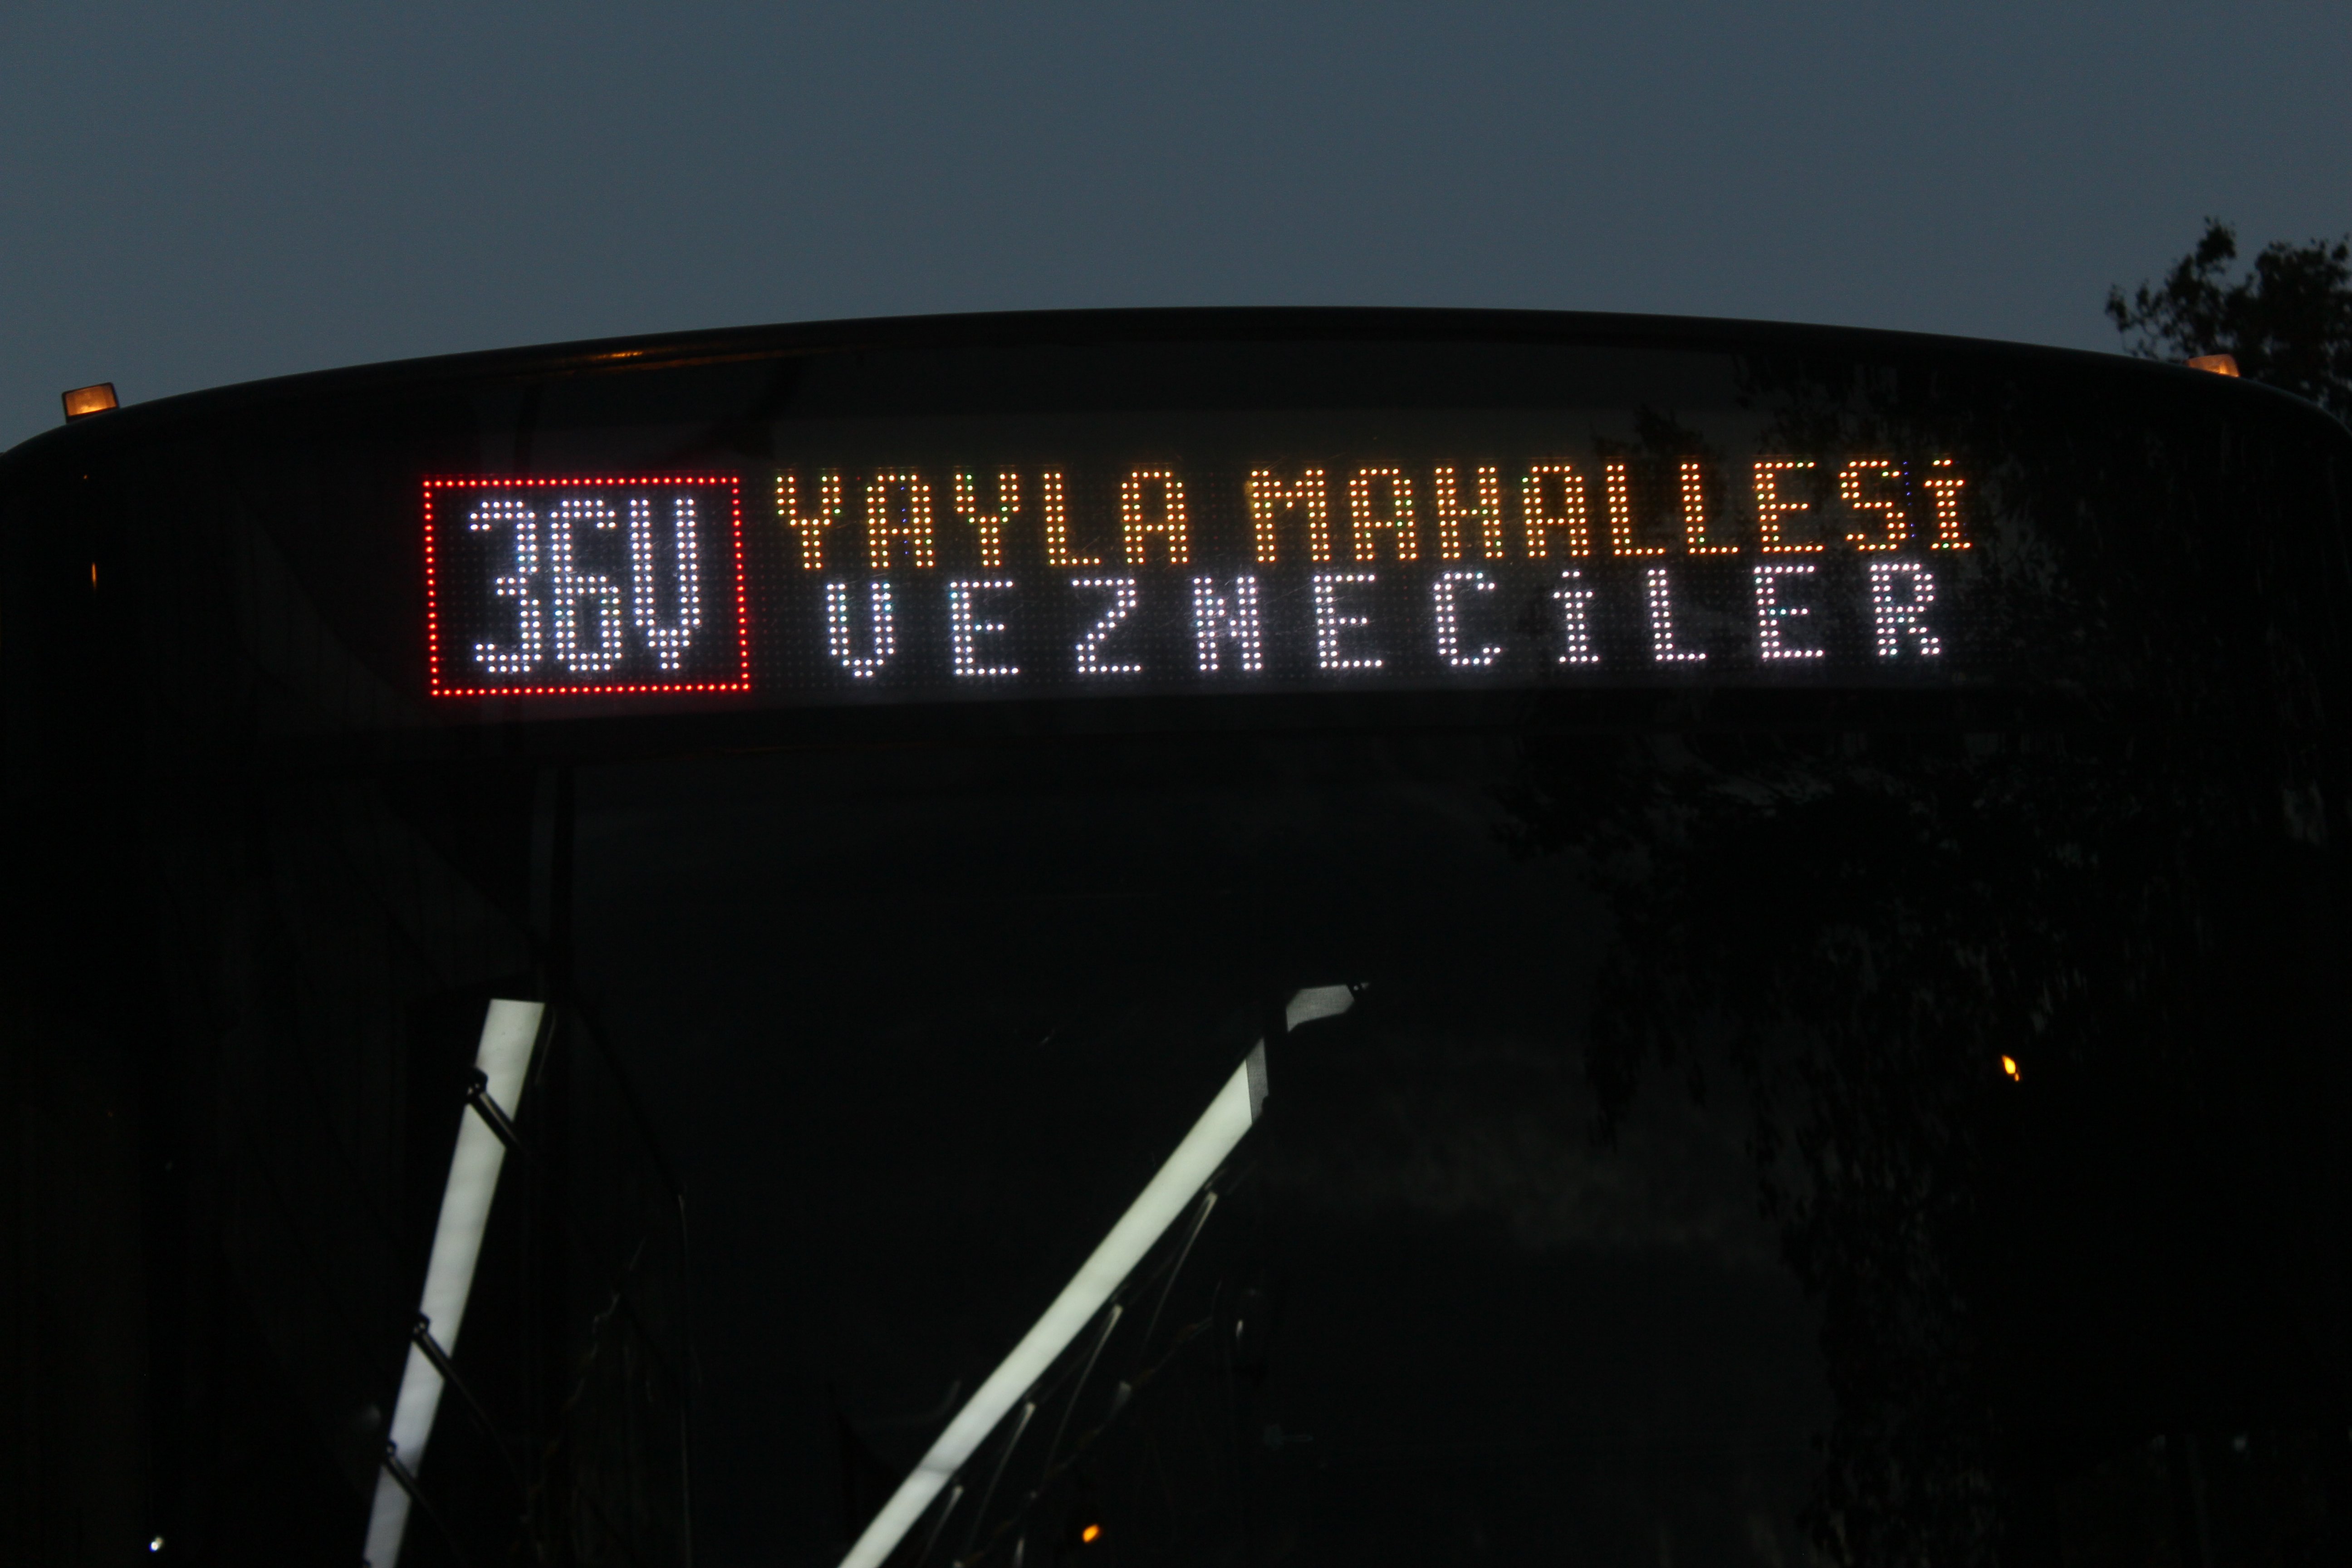 36V
YAYLA MAHALLESİ
VEZNECİLER